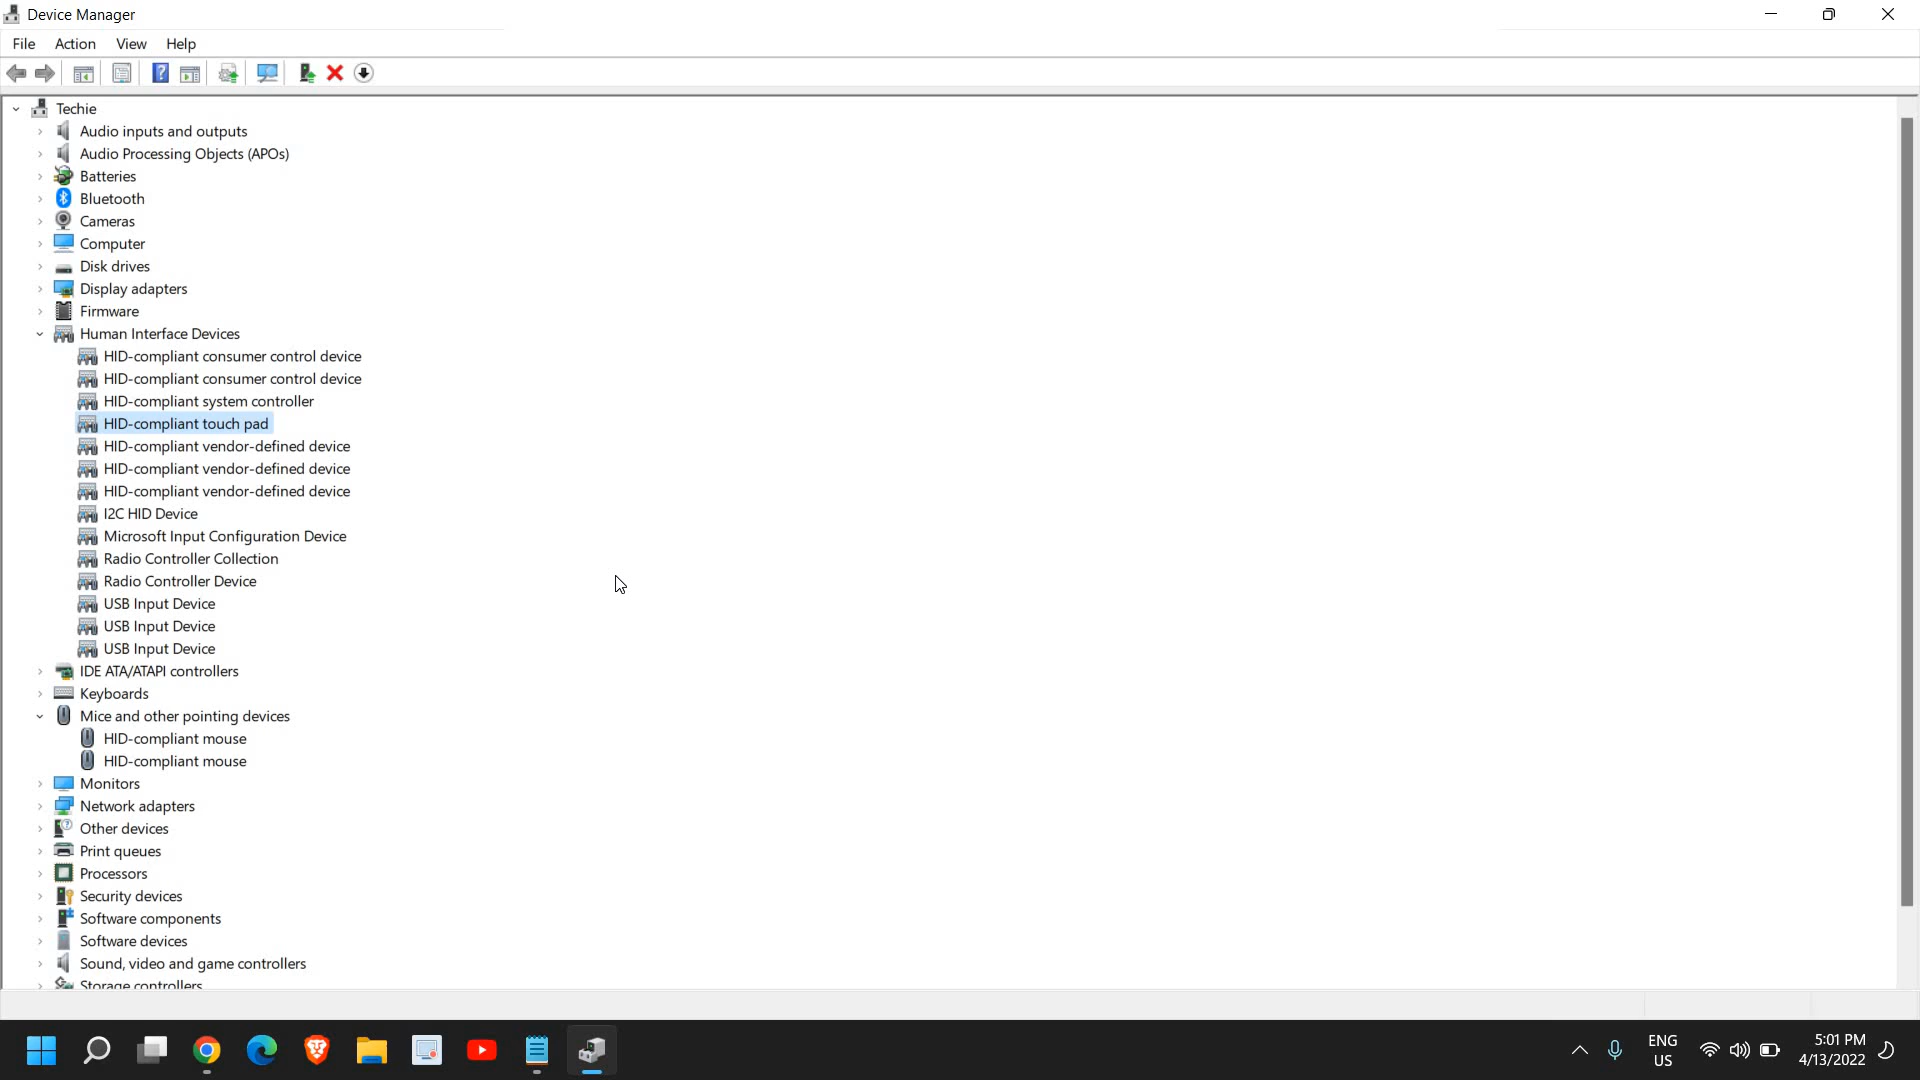 Device Manager
File Action View Help
Techie
Audio inputs and outputs
Audio Processing Objects (APOs)
Batteries
Bluetooth
Cameras
Computer
Disk drives
Display adapters
Firmware
Human Interface Devices
HID-compliant consumer control device
HID-compliant consumer control device
HID-compliant system controller
HID-compliant touch pad
HID-compliant vendor-defined device
HID-compliant vendor-defined device
HID-compliant vendor-defined device
I2C HID Device
Microsoft Input Configuration Device
Radio Controller Collection
Radio Controller Device
USB Input Device
USB Input Device
USB Input Device
IDE ATA/ATAPI controllers
Keyboards
Mice and other pointing devices
HID-compliant mouse
HID-compliant mouse
Monitors
Network adapters
Other devices
Print queues
Processors
Security devices
Software components
Software devices
Sound, video and game controllers
Storage controllers
ENG 5:01 PM
US 4/13/2022